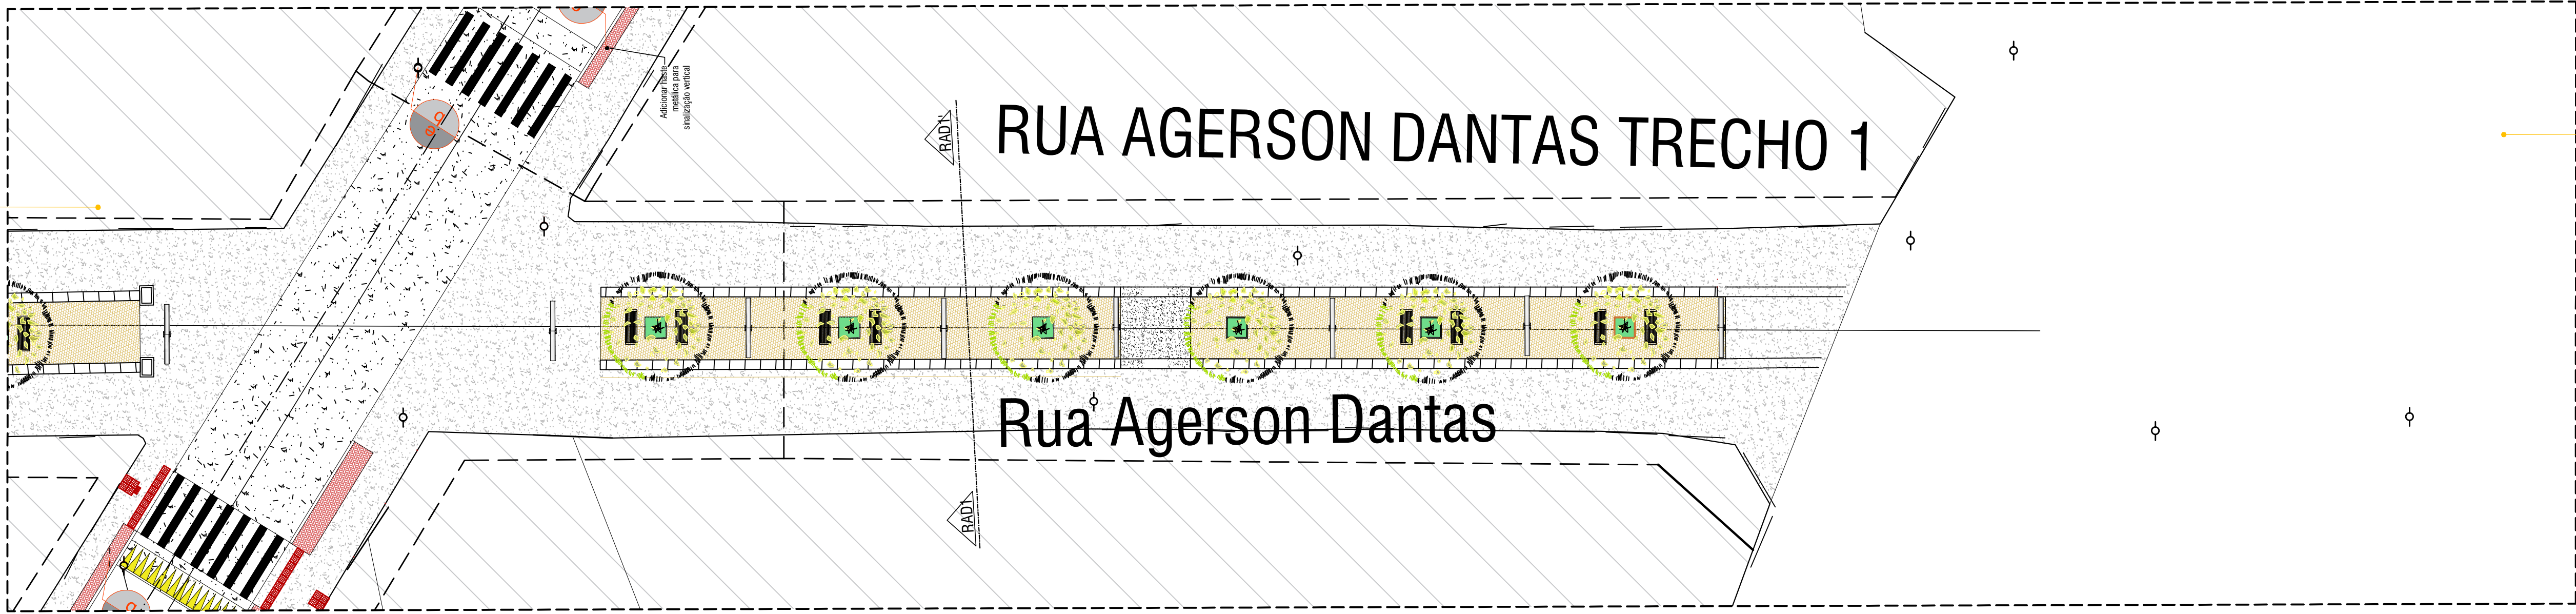 Adicionar haste
metálica para
sinalização vertical
RAD1'
RUA AGERSON DANTAS TRECHO 1
Rua Agerson Dantas
RAD1'